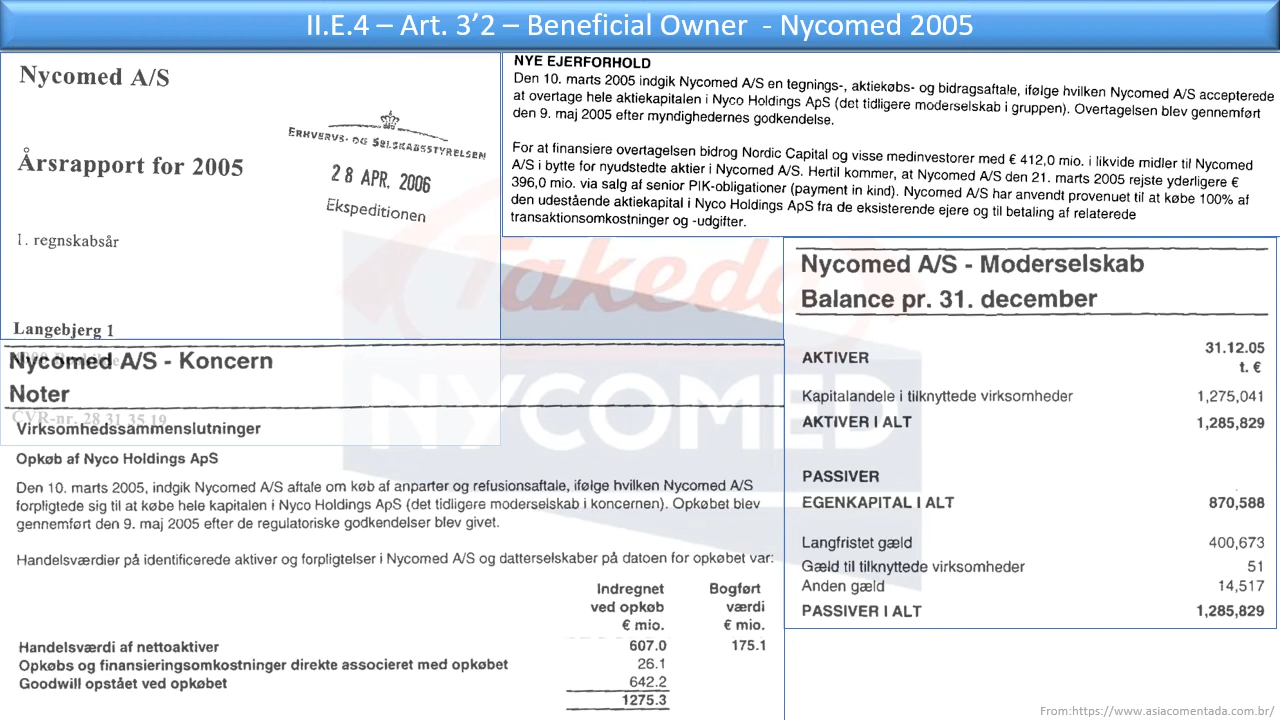 II.E.4 – Art. 3’2 – Beneficial Owner - Nycomed 2005
Nycomed A/S
ERHVERVS- OG SELSKABSSTYRELSEN
Årsrapport for 2005
28 APR. 2006
Ekspeditionen
1. regnskabsår
Langebjerg 1
CVR-nr. 28 31 35 19
NYE EJERFORHOLD
Den 10. marts 2005 indgik Nycomed A/S en tegnings-, aktiekøbs- og bidragsaftale, ifølge hvilken Nycomed A/S accepterede
at overtage hele aktiekapitalen i Nyco Holdings ApS (det tidligere moderselskab i gruppen). Overtagelsen blev gennemført
den 9. maj 2005 efter myndighedernes godkendelse.
For at finansiere overtagelsen bidrog Nordic Capital og visse medinvestorer med € 412,0 mio. i likvide midler til Nycomed
A/S i bytte for nyudstedte aktier i Nycomed A/S. Hertil kommer, at Nycomed A/S den 21. marts 2005 rejste yderligere €
396,0 mio. via salg af senior PIK-obligationer (payment in kind). Nycomed A/S har anvendt provenuet til at købe 100% af
den udestående aktiekapital i Nyco Holdings ApS fra de eksisterende ejere og til betaling af relaterede
transaktionsomkostninger og -udgifter.
Takeda
NYCOMED
Nycomed A/S - Koncern
Noter
Virksomhedssammenslutninger
Opkøb af Nyco Holdings ApS
Den 10. marts 2005, indgik Nycomed A/S aftale om køb af anparter og refusionsaftale, ifølge hvilken Nycomed A/S
forpligtede sig til at købe hele kapitalen i Nyco Holdings ApS (det tidligere moderselskab i koncernen). Opkøbet blev
gennemført den 9. maj 2005 efter de regulatoriske godkendelser blev givet.
Handelsværdier på identificerede aktiver og forpligtelser i Nycomed A/S og datterselskaber på datoen for opkøbet var:
Indregnet Bogført
ved opkøb værdi
€ mio. € mio.
Handelsværdi af nettoaktiver 607.0 175.1
Opkøbs og finansieringsomkostninger direkte associeret med opkøbet 26.1
Goodwill opstået ved opkøbet 642.2
1275.3
Nycomed A/S - Moderselskab
Balance pr. 31. december
31.12.05
AKTIVER t. €
Kapitalandele i tilknyttede virksomheder 1,275,041
AKTIVER I ALT 1,285,829
PASSIVER
EGENKAPITAL I ALT 870,588
Langfristet gæld 400,673
Gæld til tilknyttede virksomheder 51
Anden gæld 14,517
PASSIVER I ALT 1,285,829
From:https://www.asiacomentada.com.br/